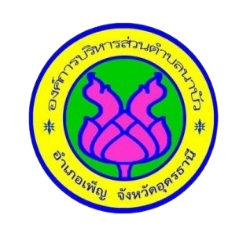 องค์การบริหารส่วนตำบลนาบัว
อำเภอเพ็ญ จังหวัดอุดรธานี